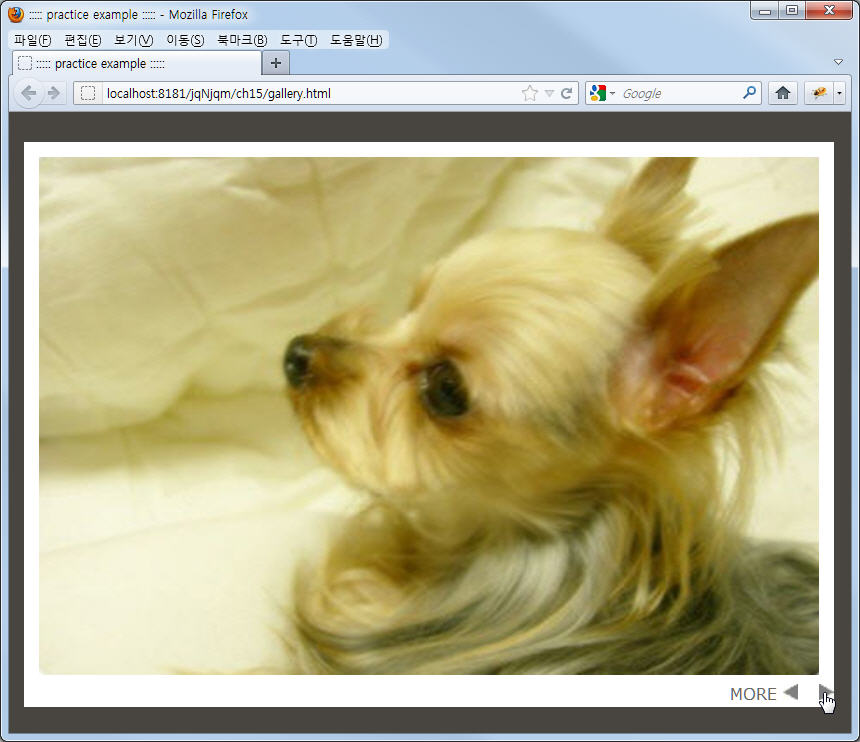 ::::: practice example ::::: - Mozilla Firefox
파일(F) 편집(E) 보기(V) 이동(S) 북마크(B) 도구(T) 도움말(H)
::::: practice example :::::
localhost:8181/jqNjqm/ch15/gallery.html
Google
MORE